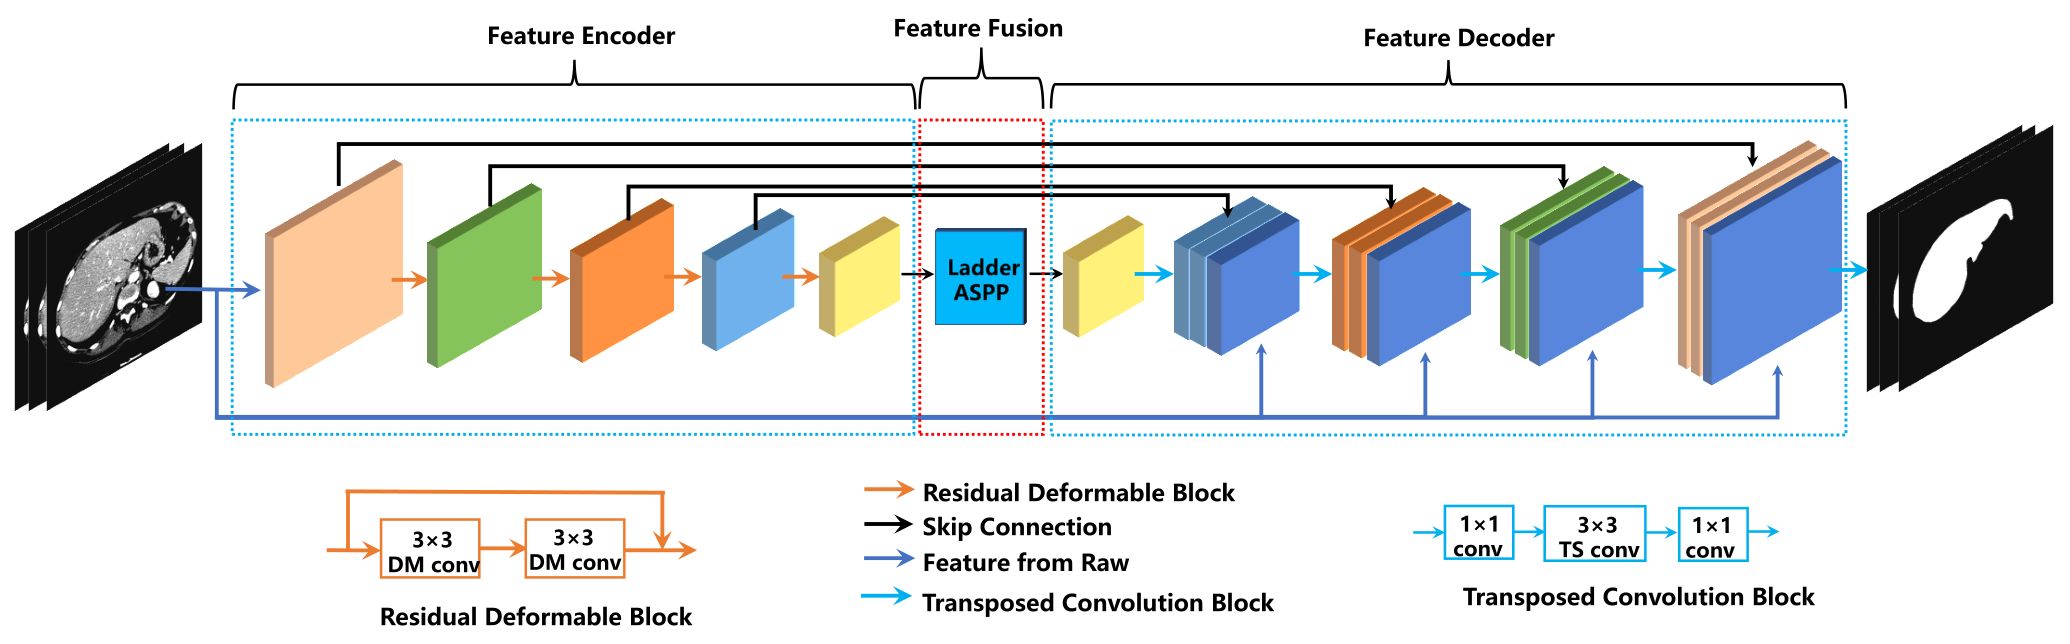 Feature Encoder
Feature Fusion
Feature Decoder
Ladder
ASPP
3×3
DM conv
3×3
DM conv
Residual Deformable Block
Residual Deformable Block
Skip Connection
Feature from Raw
Transposed Convolution Block
1×1
conv
3×3
TS conv
1×1
conv
Transposed Convolution Block